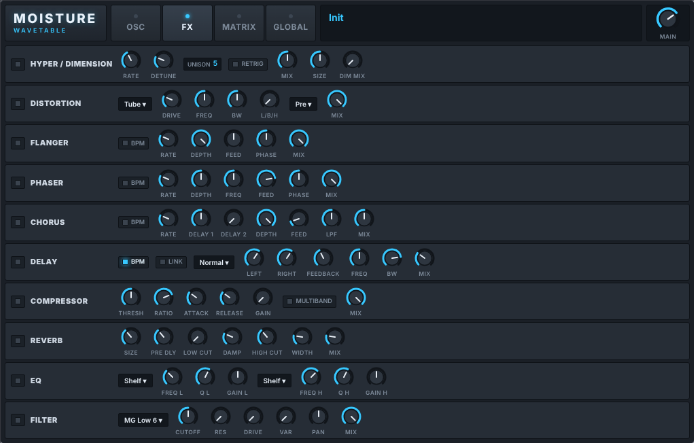 MOISTURE
WAVETABLE
OSC FX MATRIX GLOBAL
Init
MAIN
HYPER / DIMENSION UNISON 5 RETRIG
RATE DETUNE MIX SIZE DIM MIX
DISTORTION Tube ▾ Pre ▾
DRIVE FREQ BW L/B/H MIX
FLANGER BPM
RATE DEPTH FEED PHASE MIX
PHASER BPM
RATE DEPTH FREQ FEED PHASE MIX
CHORUS BPM
RATE DELAY 1 DELAY 2 DEPTH FEED LPF MIX
DELAY BPM LINK Normal ▾
LEFT RIGHT FEEDBACK FREQ BW MIX
COMPRESSOR MULTIBAND
THRESH RATIO ATTACK RELEASE GAIN MIX
REVERB
SIZE PRE DLY LOW CUT DAMP HIGH CUT WIDTH MIX
EQ Shelf ▾ Shelf ▾
FREQ L Q L GAIN L FREQ H Q H GAIN H
FILTER MG Low 6 ▾
CUTOFF RES DRIVE VAR PAN MIX